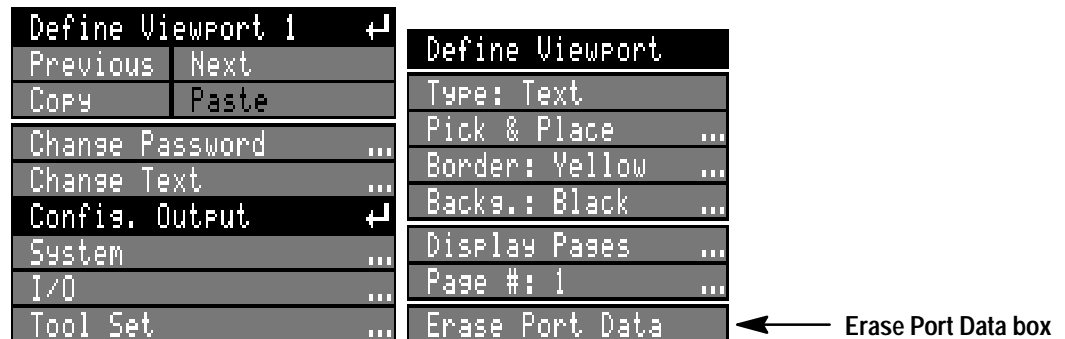 Define Viewport 1 ↵
Previous Next
Copy Paste
Change Password ...
Change Text ...
Config. Output ↵
System ...
I/O ...
Tool Set ...
Define Viewport
Type: Text
Pick & Place ...
Border: Yellow ...
Backg.: Black ...
Display Pages ...
Page #: 1 ...
Erase Port Data
Erase Port Data box